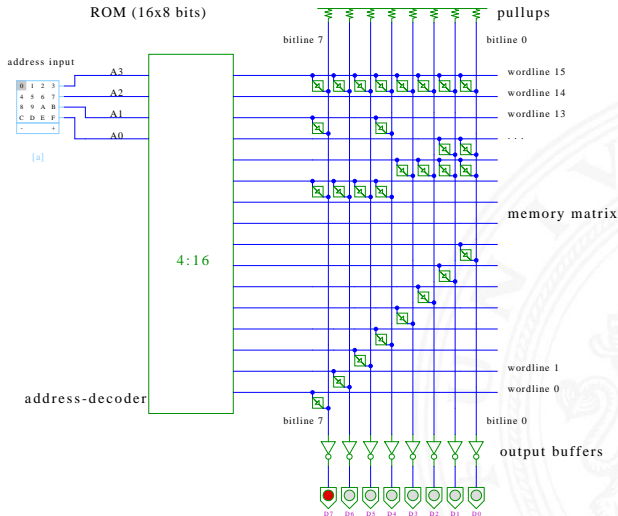 ROM (16x8 bits)
pullups
bitline 7
bitline 0
address input
A3
wordline 15
0 1 2 3
A2
wordline 14
4 5 6 7
8 9 A B
A1
wordline 13
C D E F
- +
A0
. . .
[a]
memory matrix
4:16
wordline 1
address-decoder
wordline 0
bitline 7
bitline 0
output buffers
D7 D6 D5 D4 D3 D2 D1 D0